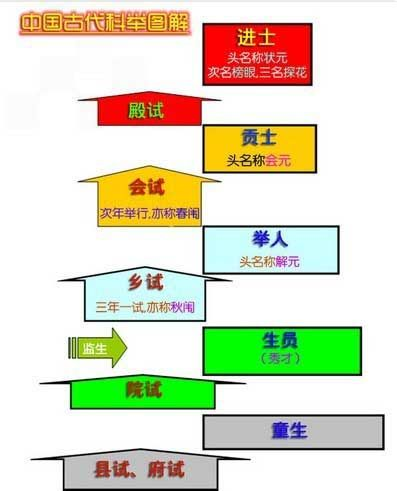 中国古代科举图解
进士
头名称状元
次名榜眼,三名探花
殿试
贡士
头名称会元
会试
次年举行,亦称春闱
举人
头名称解元
乡试
三年一试,亦称秋闱
监生
生员
(秀才)
院试
童生
县试、府试